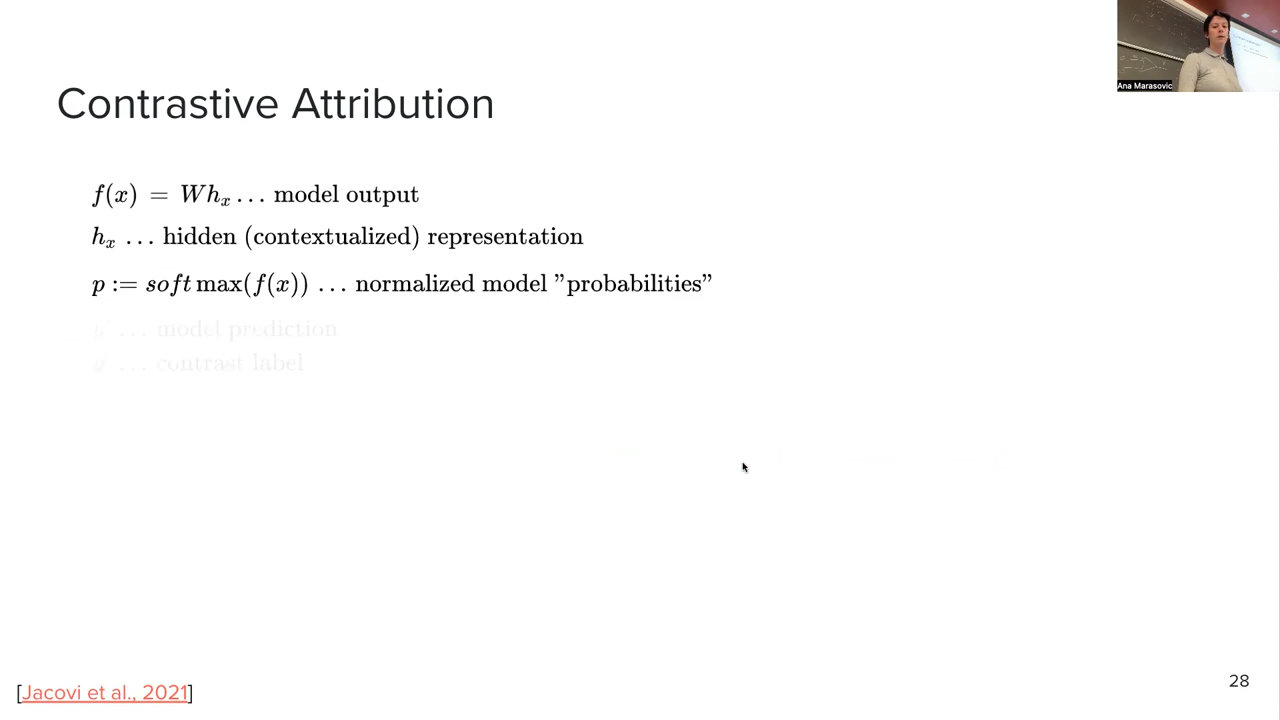 Ana Marasovic
Contrastive Attribution
f(x) = Wh_x ... model output
h_x ... hidden (contextualized) representation
p := soft max(f(x)) ... normalized model "probabilities"
... model prediction
y' ... contrast label
[Jacovi et al., 2021]
28